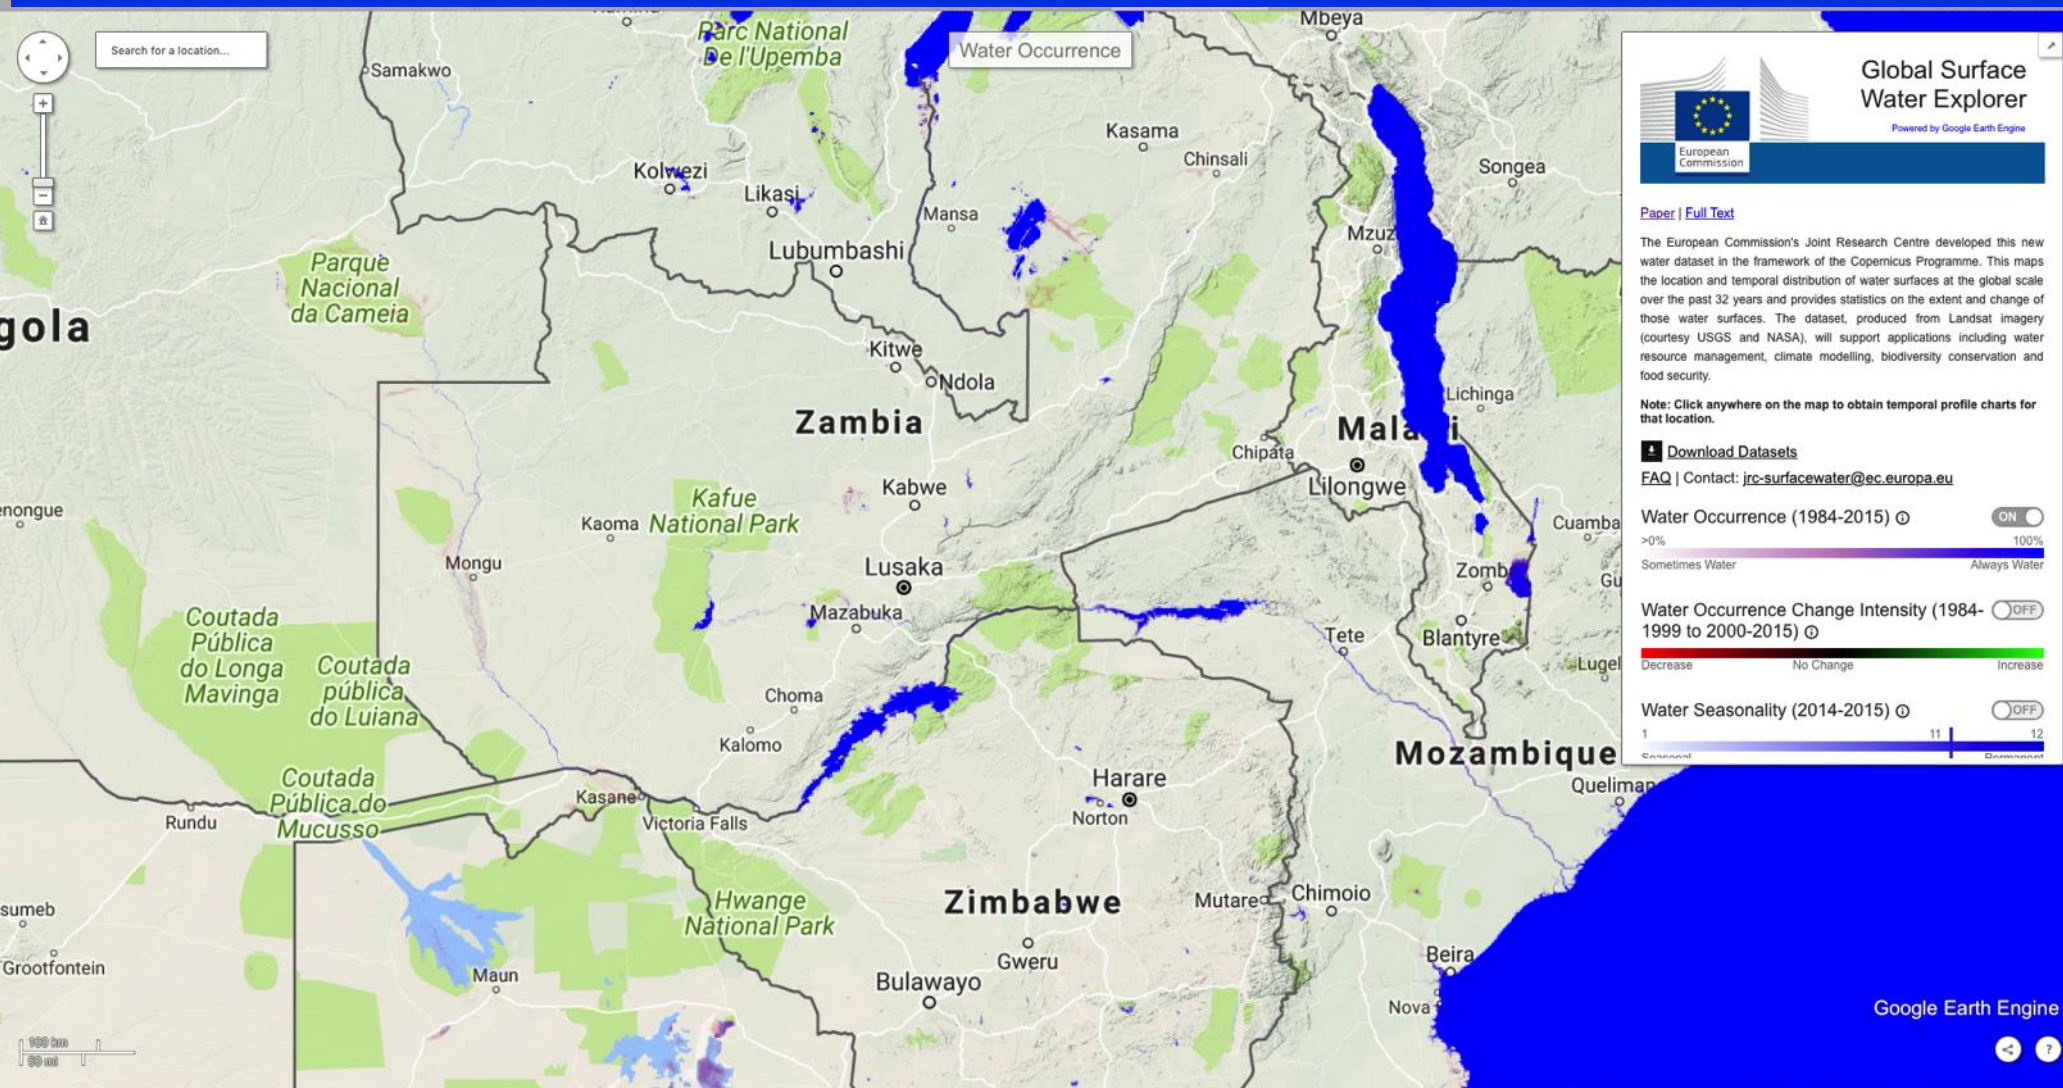 Mbeya
Parc National
De l'Upemba
Water Occurrence
Search for a location...
Samakwo
Kasama
Chinsali
Songea
Kolwezi
Likasi
Mansa
Mzuz
Lubumbashi
Parque
Nacional
da Cameia
gola
Kitwe
Ndola
Lichinga
Zambia
Mala i
Chipata
Lilongwe
Kafue
National Park
Kabwe
Kaoma
enongue
Cuamba
Mongu
Lusaka
Zomb
Gu
Mazabuka
Tete
Blantyre
Coutada
Pública
do Longa
Mavinga
Coutada
pública
do Luiana
Lugel
Choma
Kalomo
Mozambique
Coutada
Pública do
Mucusso
Kasane
Harare
Queliman
Rundu
Victoria Falls
Norton
Zimbabwe
Hwange
National Park
Mutare
Chimoio
sumeb
Grootfontein
Maun
Gweru
Beira
Bulawayo
Nova
100 km
50 mi
Google Earth Engine
European
Commission
Global Surface
Water Explorer
Powered by Google Earth Engine
Paper | Full Text
The European Commission's Joint Research Centre developed this new
water dataset in the framework of the Copernicus Programme. This maps
the location and temporal distribution of water surfaces at the global scale
over the past 32 years and provides statistics on the extent and change of
those water surfaces. The dataset, produced from Landsat imagery
(courtesy USGS and NASA), will support applications including water
resource management, climate modelling, biodiversity conservation and
food security.
Note: Click anywhere on the map to obtain temporal profile charts for
that location.
Download Datasets
FAQ | Contact: jrc-surfacewater@ec.europa.eu
Water Occurrence (1984-2015) ON
>0% 100%
Sometimes Water Always Water
Water Occurrence Change Intensity (1984-
1999 to 2000-2015) OFF
Decrease No Change Increase
Water Seasonality (2014-2015) OFF
1 11 12
Seasonal Permanent